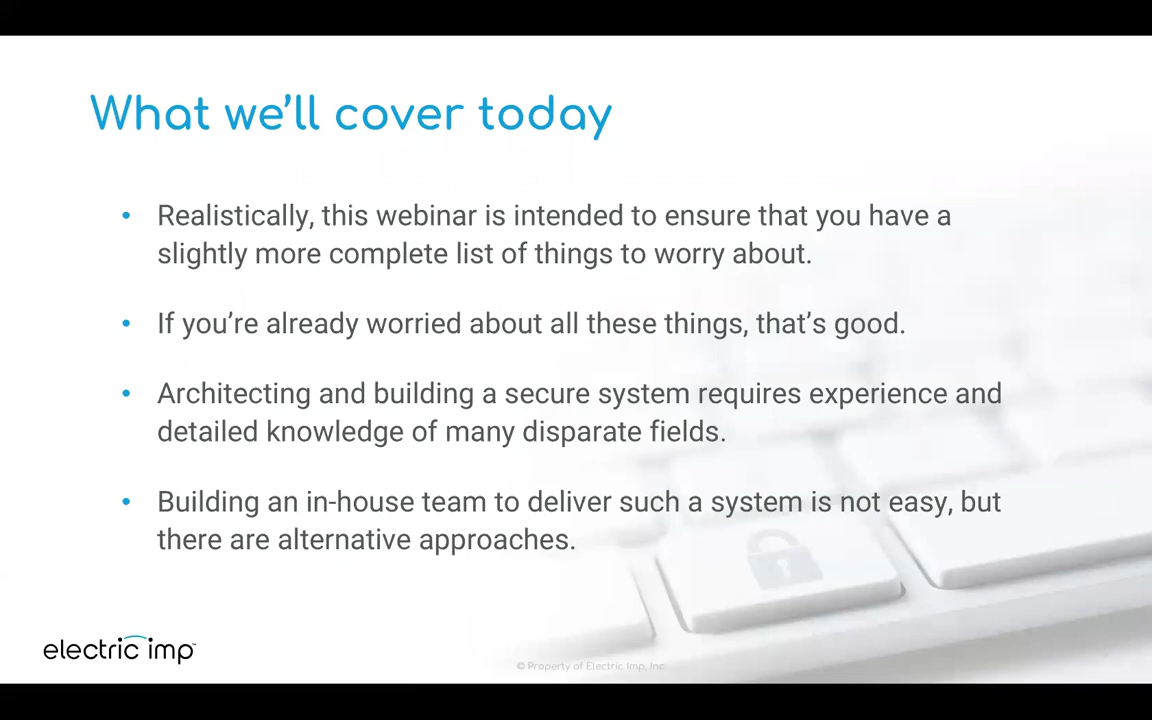 What we’ll cover today
• Realistically, this webinar is intended to ensure that you have a
slightly more complete list of things to worry about.
• If you’re already worried about all these things, that’s good.
• Architecting and building a secure system requires experience and
detailed knowledge of many disparate fields.
• Building an in-house team to deliver such a system is not easy, but
there are alternative approaches.
electric imp™
© Property of Electric Imp, Inc